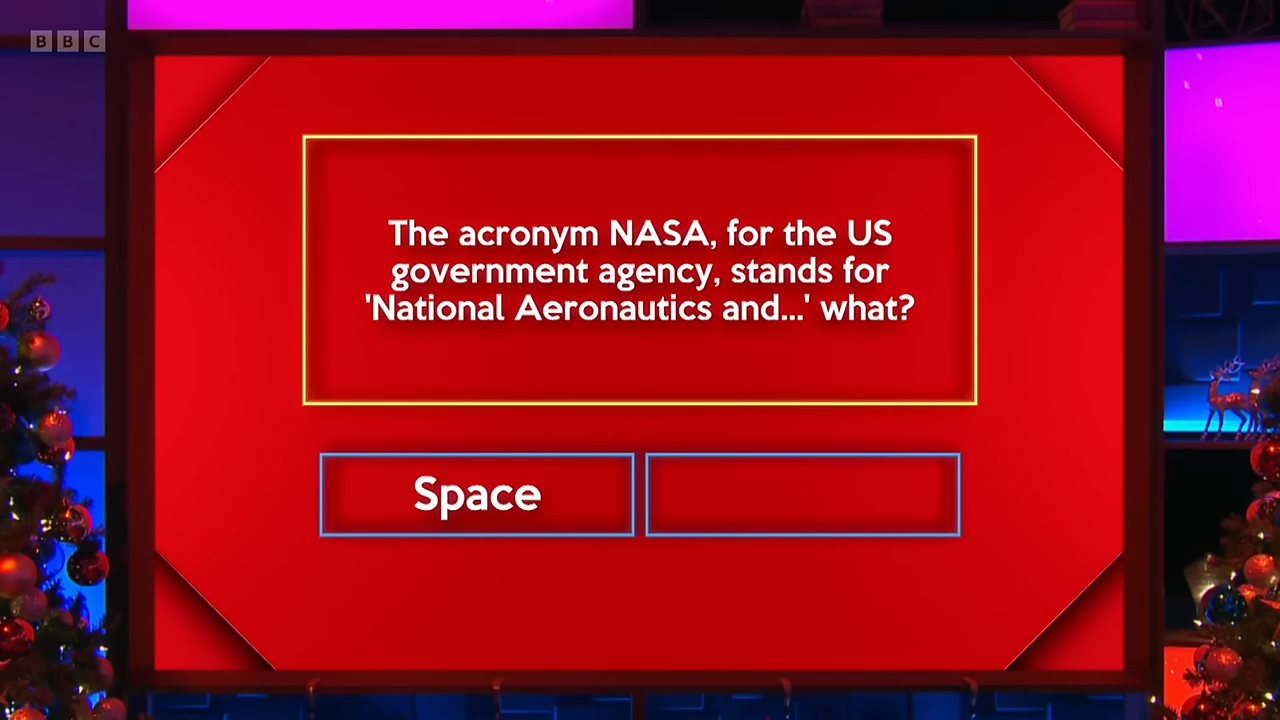 BBC
The acronym NASA, for the US
government agency, stands for
'National Aeronautics and...' what?
Space